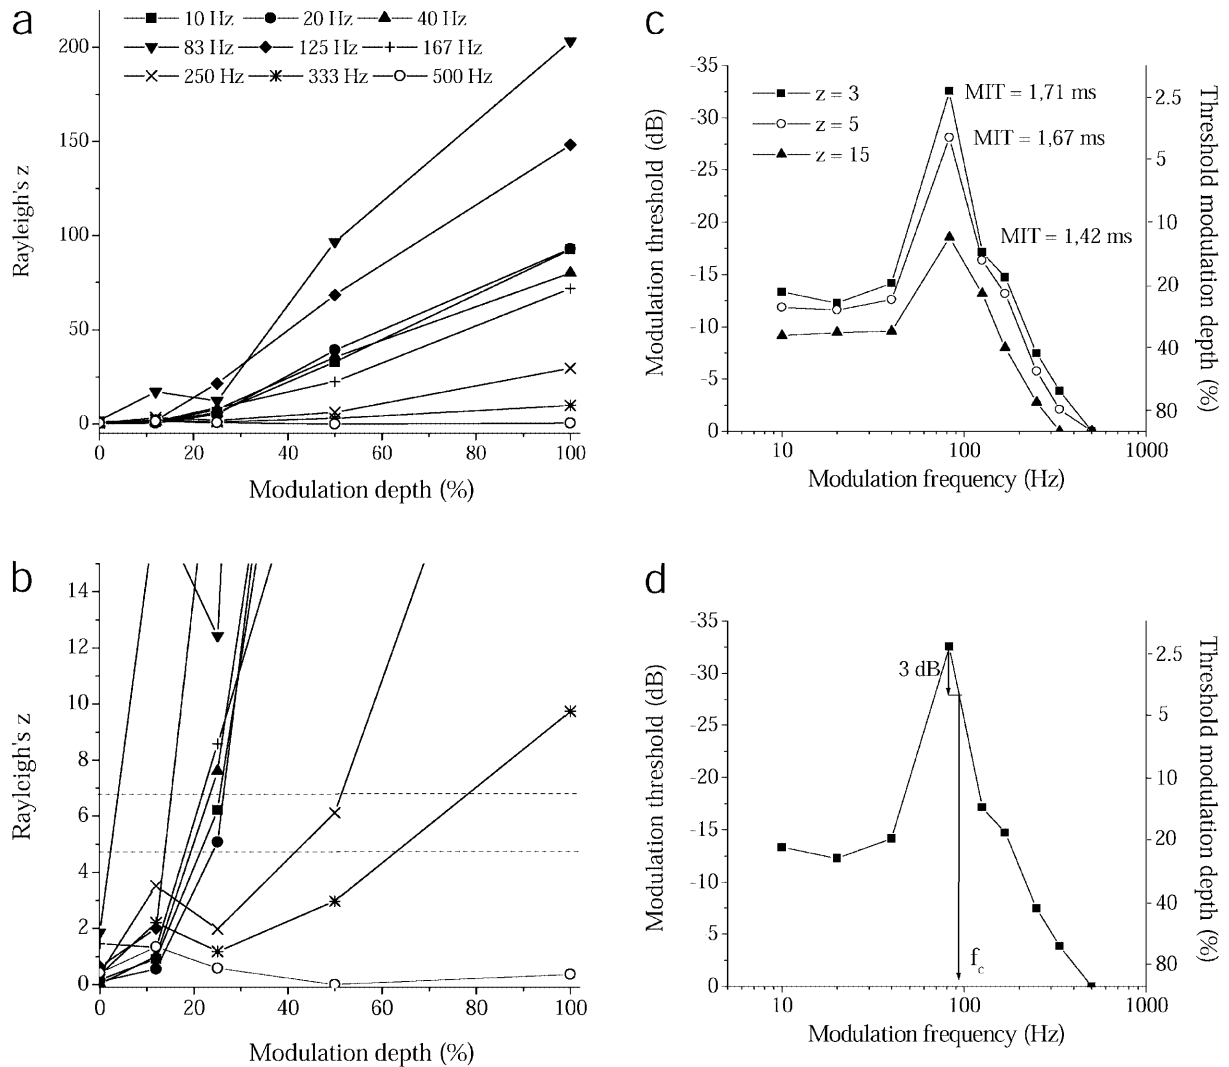 a
10 Hz 20 Hz 40 Hz
83 Hz 125 Hz 167 Hz
250 Hz 333 Hz 500 Hz
200
150
100
50
0
Rayleigh's z
0 20 40 60 80 100
Modulation depth (%)
c
z = 3
z = 5
z = 15
MIT = 1,71 ms
MIT = 1,67 ms
MIT = 1,42 ms
-35
-30
-25
-20
-15
-10
-5
0
Modulation threshold (dB)
2.5
5
10
20
40
80
Threshold modulation depth (%)
10 100 1000
Modulation frequency (Hz)
b
14
12
10
8
6
4
2
0
Raylcigh's z
0 20 40 60 80 100
Modulation depth (%)
d
3 dB
fc
-35
-30
-25
-20
-15
-10
5
0
Modulation threshold (dB)
2.5
5
10
20
40
80
Threshold modulation depth (%)
10 100 1000
Modulation frequency (Hz)